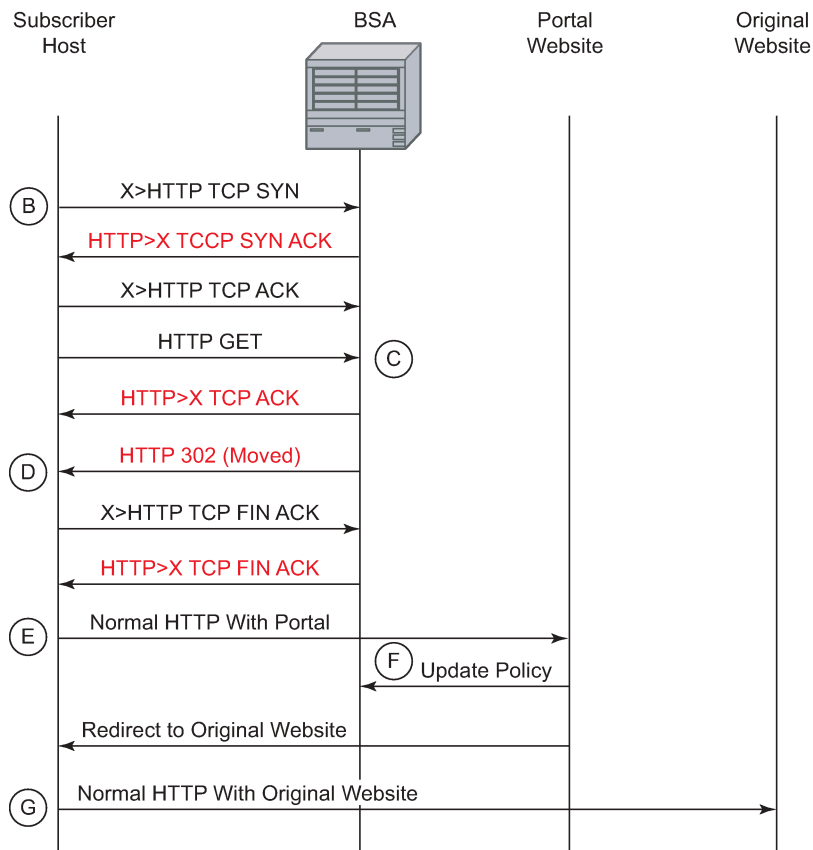 Subscriber
Host
BSA
Portal
Website
Original
Website
B
X>HTTP TCP SYN
HTTP>X TCCP SYN ACK
X>HTTP TCP ACK
HTTP GET
C
HTTP>X TCP ACK
D
HTTP 302 (Moved)
X>HTTP TCP FIN ACK
HTTP>X TCP FIN ACK
E
Normal HTTP With Portal
F
Update Policy
Redirect to Original Website
G
Normal HTTP With Original Website